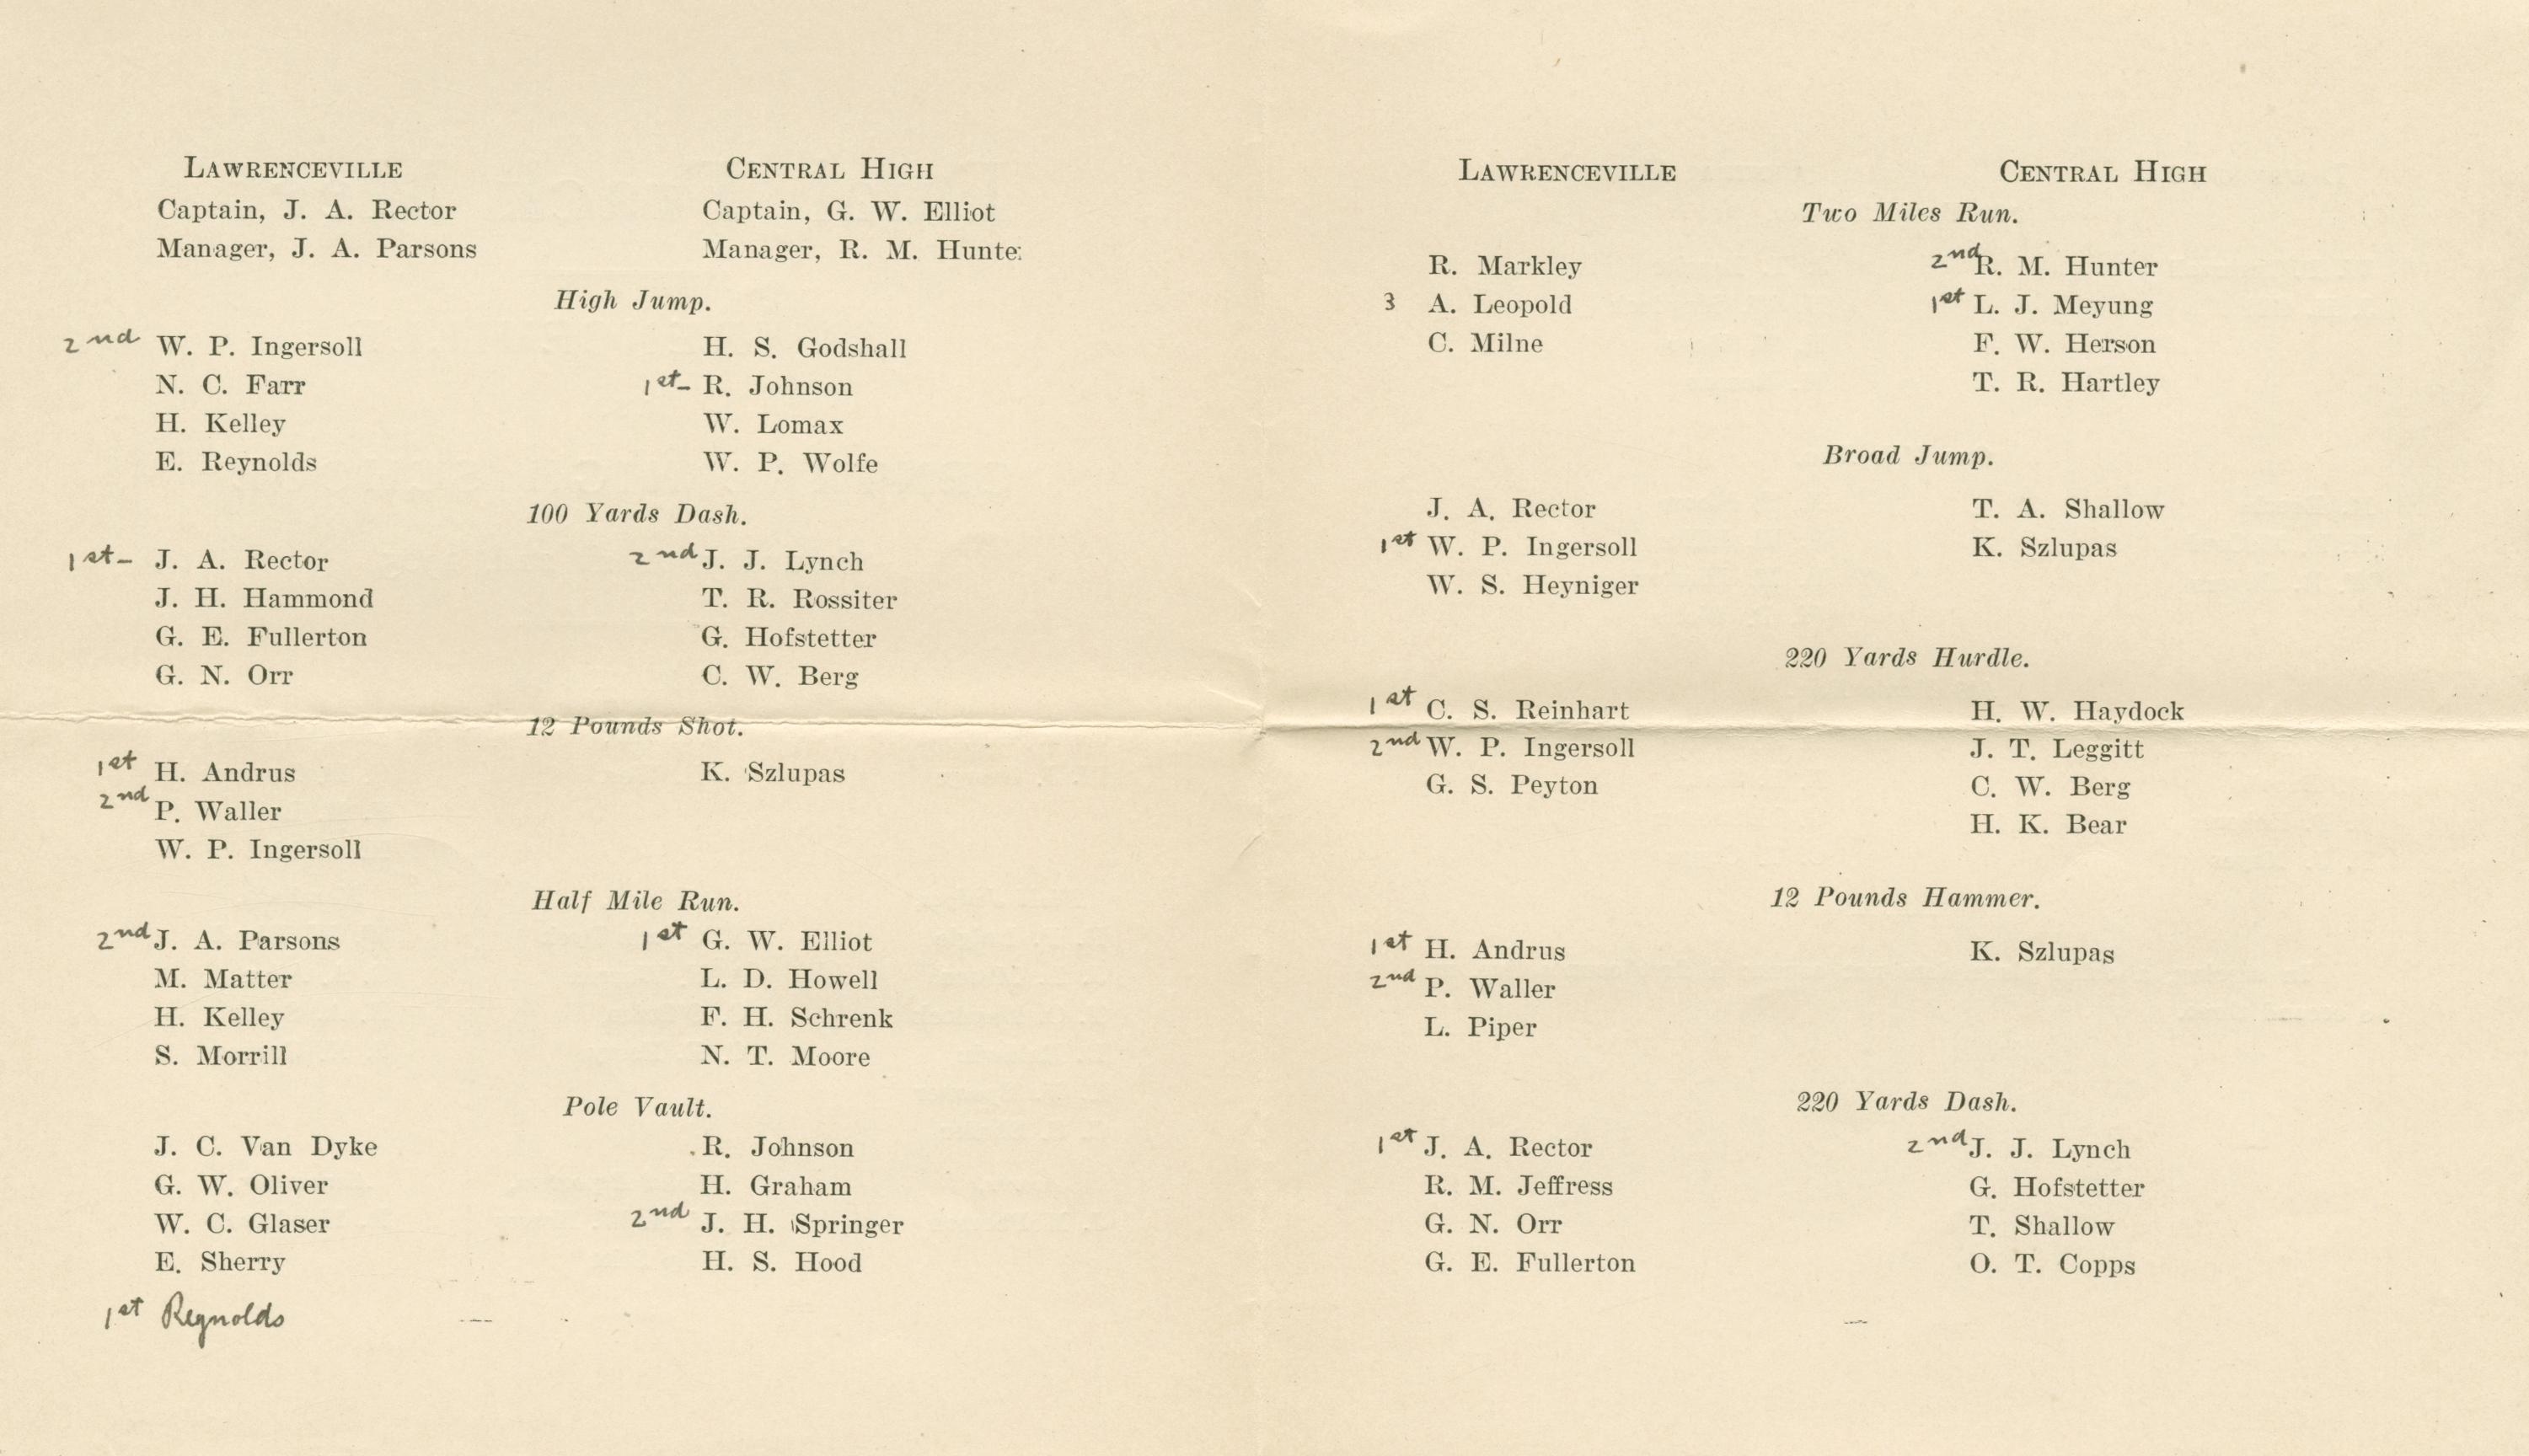 LAWRENCEVILLE CENTRAL HIGH
Captain, J. A. Rector Captain, G. W. Elliot
Manager, J. A. Parsons Manager, R. M. Hunter
High Jump.
2nd W. P. Ingersoll H. S. Godshall
N. C. Farr 1st- R. Johnson
H. Kelley W. Lomax
E. Reynolds W. P. Wolfe
100 Yards Dash.
1st- J. A. Rector 2nd J. J. Lynch
J. H. Hammond T. R. Rossiter
G. E. Fullerton G. Hofstetter
G. N. Orr C. W. Berg
12 Pounds Shot.
1st H. Andrus K. Szlupas
2nd P. Waller
W. P. Ingersoll
Half Mile Run.
2nd J. A. Parsons 1st G. W. Elliot
M. Matter L. D. Howell
H. Kelley F. H. Schrenk
S. Morrill N. T. Moore
Pole Vault.
J. C. Van Dyke R. Johnson
G. W. Oliver H. Graham
W. C. Glaser 2nd J. H. Springer
E. Sherry H. S. Hood
1st Reynolds
LAWRENCEVILLE CENTRAL HIGH
Two Miles Run.
R. Markley 2nd R. M. Hunter
3 A. Leopold 1st L. J. Meyung
C. Milne F. W. Herson
T. R. Hartley
Broad Jump.
J. A. Rector T. A. Shallow
1st W. P. Ingersoll K. Szlupas
W. S. Heyniger
220 Yards Hurdle.
1st C. S. Reinhart H. W. Haydock
2nd W. P. Ingersoll J. T. Leggitt
G. S. Peyton C. W. Berg
H. K. Bear
12 Pounds Hammer.
1st H. Andrus K. Szlupas
2nd P. Waller
L. Piper
220 Yards Dash.
1st J. A. Rector 2nd J. J. Lynch
R. M. Jeffress G. Hofstetter
G. N. Orr T. Shallow
G. E. Fullerton O. T. Copps